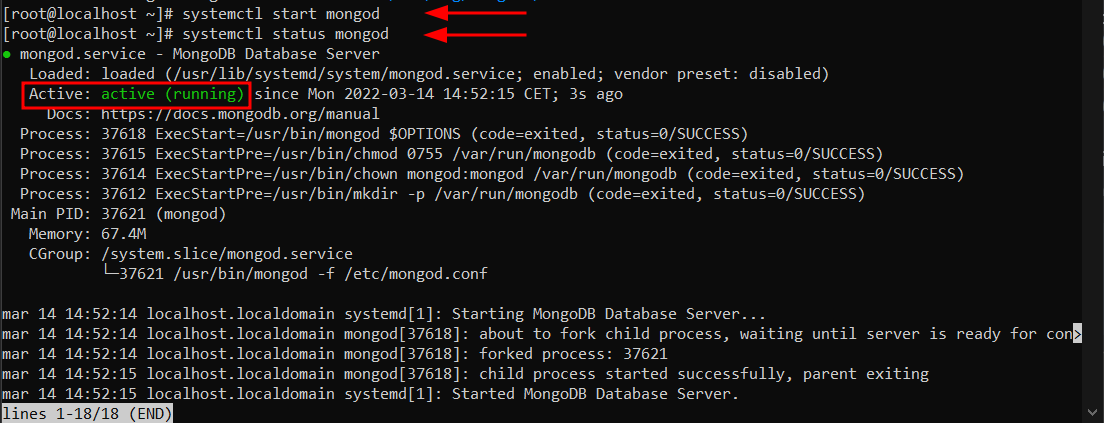 [root@localhost ~]# systemctl start mongod
[root@localhost ~]# systemctl status mongod
● mongod.service - MongoDB Database Server
   Loaded: loaded (/usr/lib/systemd/system/mongod.service; enabled; vendor preset: disabled)
   Active: active (running) since Mon 2022-03-14 14:52:15 CET; 3s ago
     Docs: https://docs.mongodb.org/manual
  Process: 37618 ExecStart=/usr/bin/mongod $OPTIONS (code=exited, status=0/SUCCESS)
  Process: 37615 ExecStartPre=/usr/bin/chmod 0755 /var/run/mongodb (code=exited, status=0/SUCCESS)
  Process: 37614 ExecStartPre=/usr/bin/chown mongod:mongod /var/run/mongodb (code=exited, status=0/SUCCESS)
  Process: 37612 ExecStartPre=/usr/bin/mkdir -p /var/run/mongodb (code=exited, status=0/SUCCESS)
 Main PID: 37621 (mongod)
   Memory: 67.4M
   CGroup: /system.slice/mongod.service
           └─37621 /usr/bin/mongod -f /etc/mongod.conf
mar 14 14:52:14 localhost.localdomain systemd[1]: Starting MongoDB Database Server...
mar 14 14:52:14 localhost.localdomain mongod[37618]: about to fork child process, waiting until server is ready for con>
mar 14 14:52:14 localhost.localdomain mongod[37618]: forked process: 37621
mar 14 14:52:15 localhost.localdomain mongod[37618]: child process started successfully, parent exiting
mar 14 14:52:15 localhost.localdomain systemd[1]: Started MongoDB Database Server.
lines 1-18/18 (END)